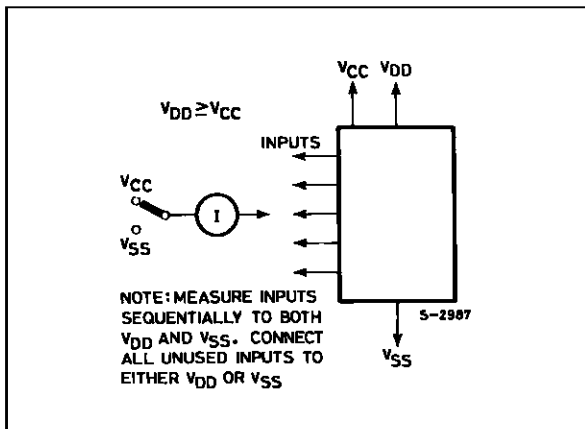 VCC VDD
VDD ≥ VCC
INPUTS
VCC
I
VSS
NOTE: MEASURE INPUTS
SEQUENTIALLY TO BOTH
VDD AND VSS. CONNECT
ALL UNUSED INPUTS TO
EITHER VDD OR VSS
S-2987
VSS